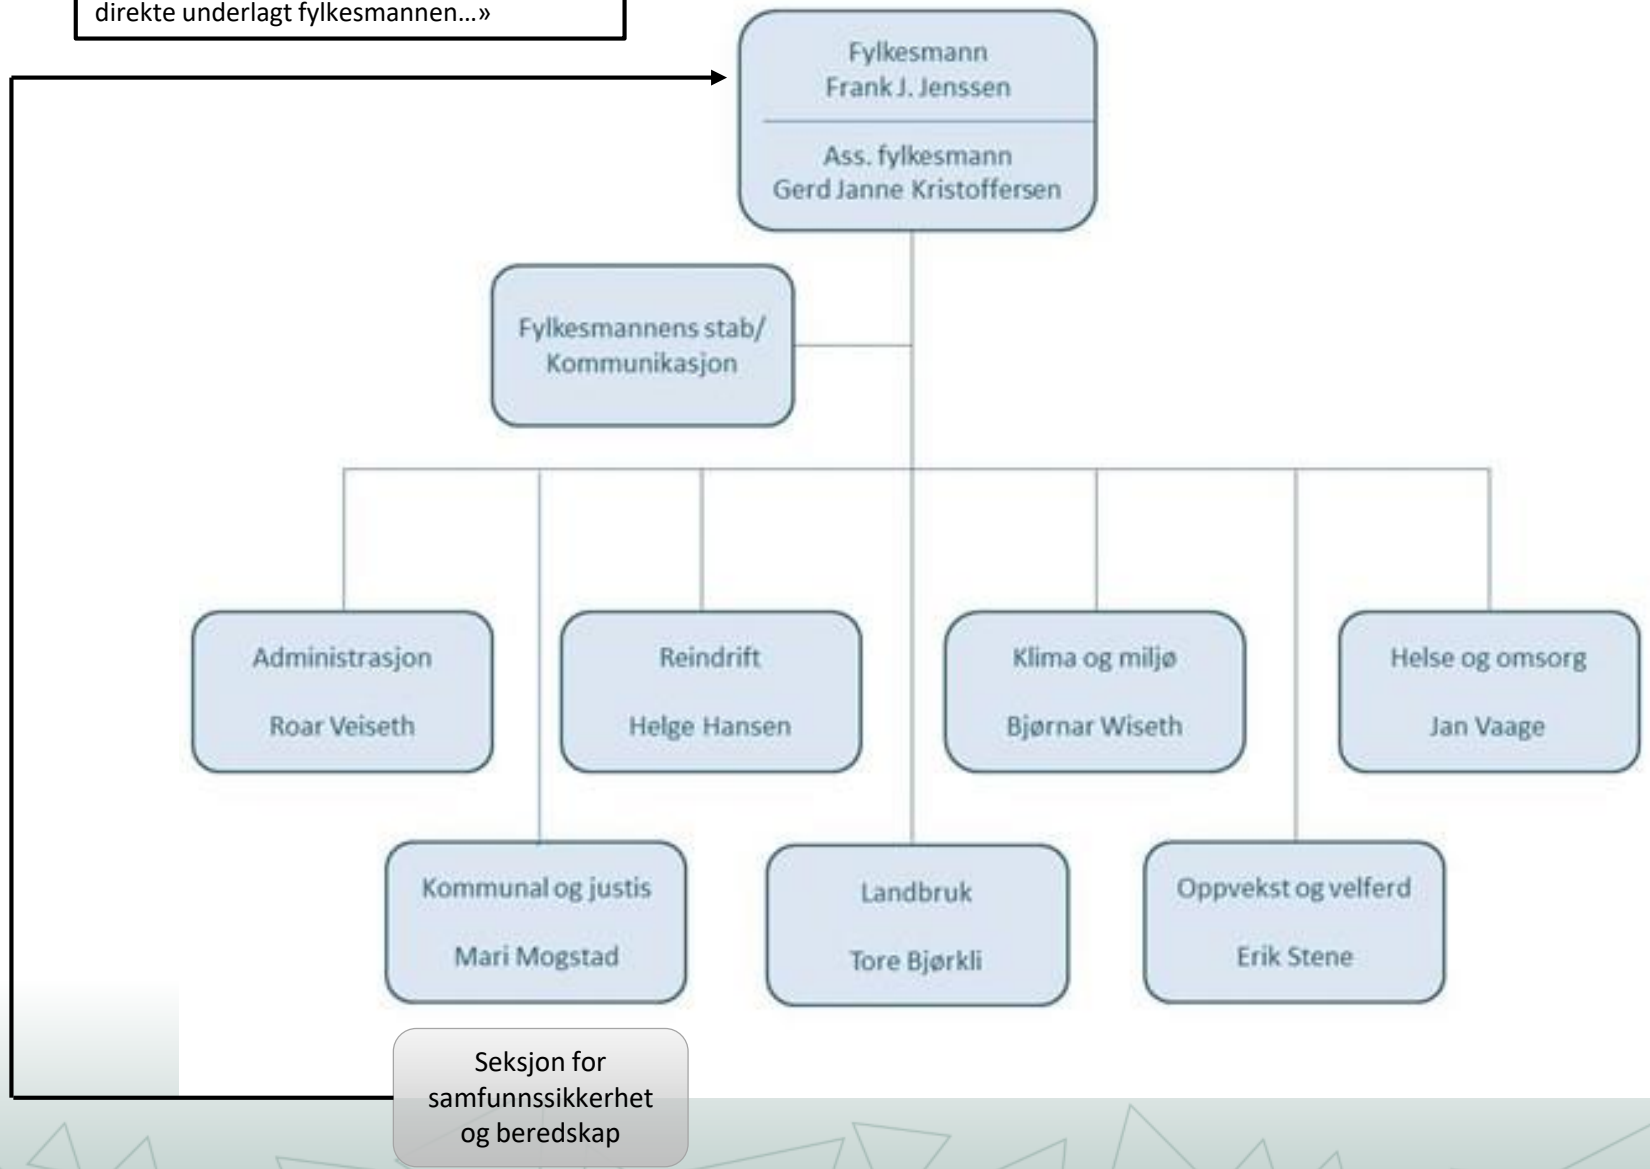 direkte underlagt fylkesmannen…»
Fylkesmann
Frank J. Jenssen
Ass. fylkesmann
Gerd Janne Kristoffersen
Fylkesmannens stab/
Kommunikasjon
Administrasjon
Roar Veiseth
Reindrift
Helge Hansen
Klima og miljø
Bjørnar Wiseth
Helse og omsorg
Jan Vaage
Kommunal og justis
Mari Mogstad
Landbruk
Tore Bjørkli
Oppvekst og velferd
Erik Stene
Seksjon for
samfunnssikkerhet
og beredskap